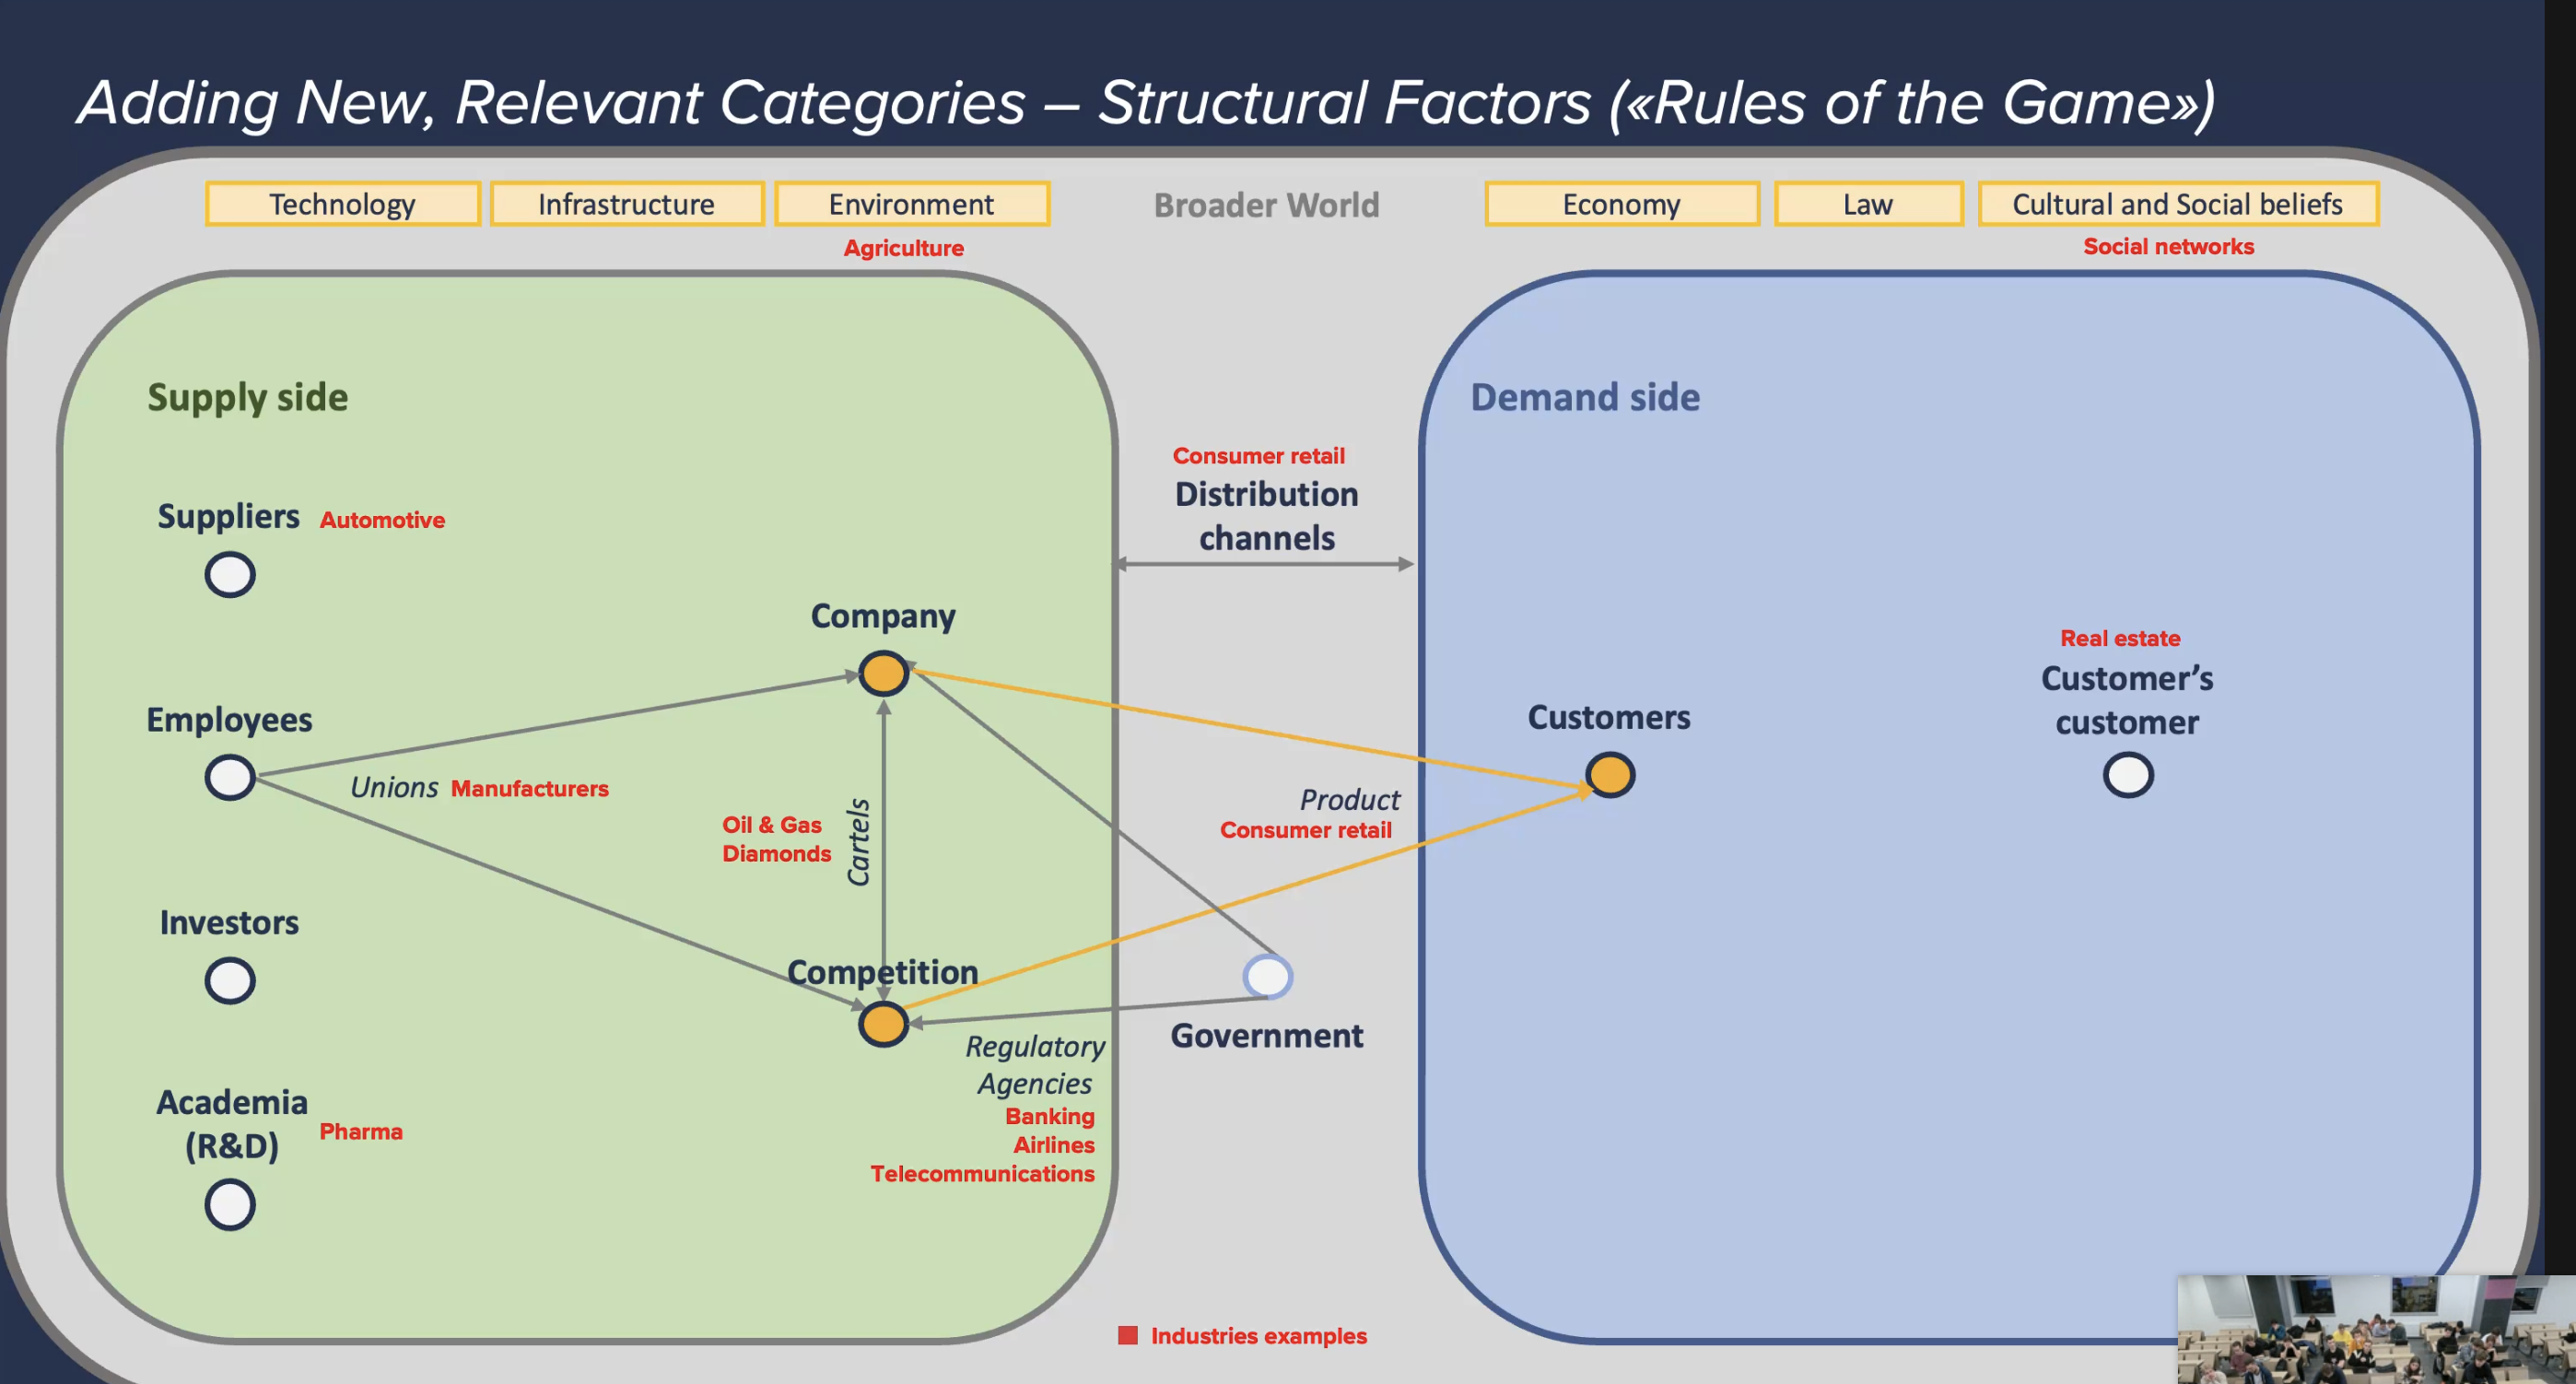 Adding New, Relevant Categories – Structural Factors («Rules of the Game»)
Technology
Infrastructure
Environment
Broader World
Economy
Law
Cultural and Social beliefs
Agriculture
Social networks
Supply side
Demand side
Consumer retail
Distribution
channels
Suppliers
Automotive
Company
Real estate
Customer’s
customer
Employees
Customers
Unions
Manufacturers
Oil & Gas
Diamonds
Cartels
Product
Consumer retail
Investors
Competition
Government
Regulatory
Agencies
Banking
Airlines
Telecommunications
Academia
(R&D)
Pharma
Industries examples